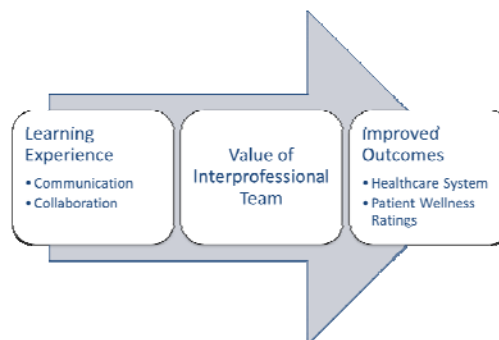 Learning
Experience
• Communication
• Collaboration
Value of
Interprofessional
Team
Improved
Outcomes
• Healthcare System
• Patient Wellness
Ratings